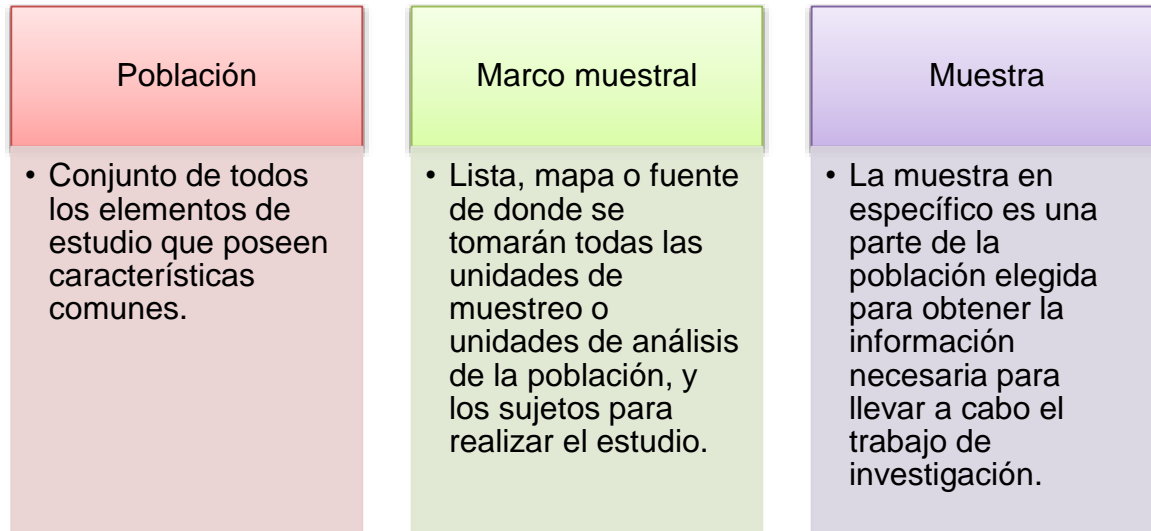 Población
• Conjunto de todos
los elementos de
estudio que poseen
características
comunes.
Marco muestral
• Lista, mapa o fuente
de donde se
tomarán todas las
unidades de
muestreo o
unidades de análisis
de la población, y
los sujetos para
realizar el estudio.
Muestra
• La muestra en
específico es una
parte de la
población elegida
para obtener la
información
necesaria para
llevar a cabo el
trabajo de
investigación.